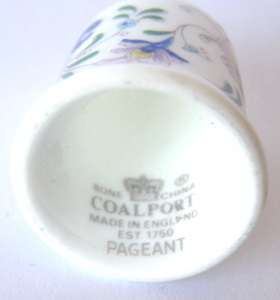 BONE CHINA ®
COALPORT
MADE IN ENGLAND
EST 1750
PAGEANT